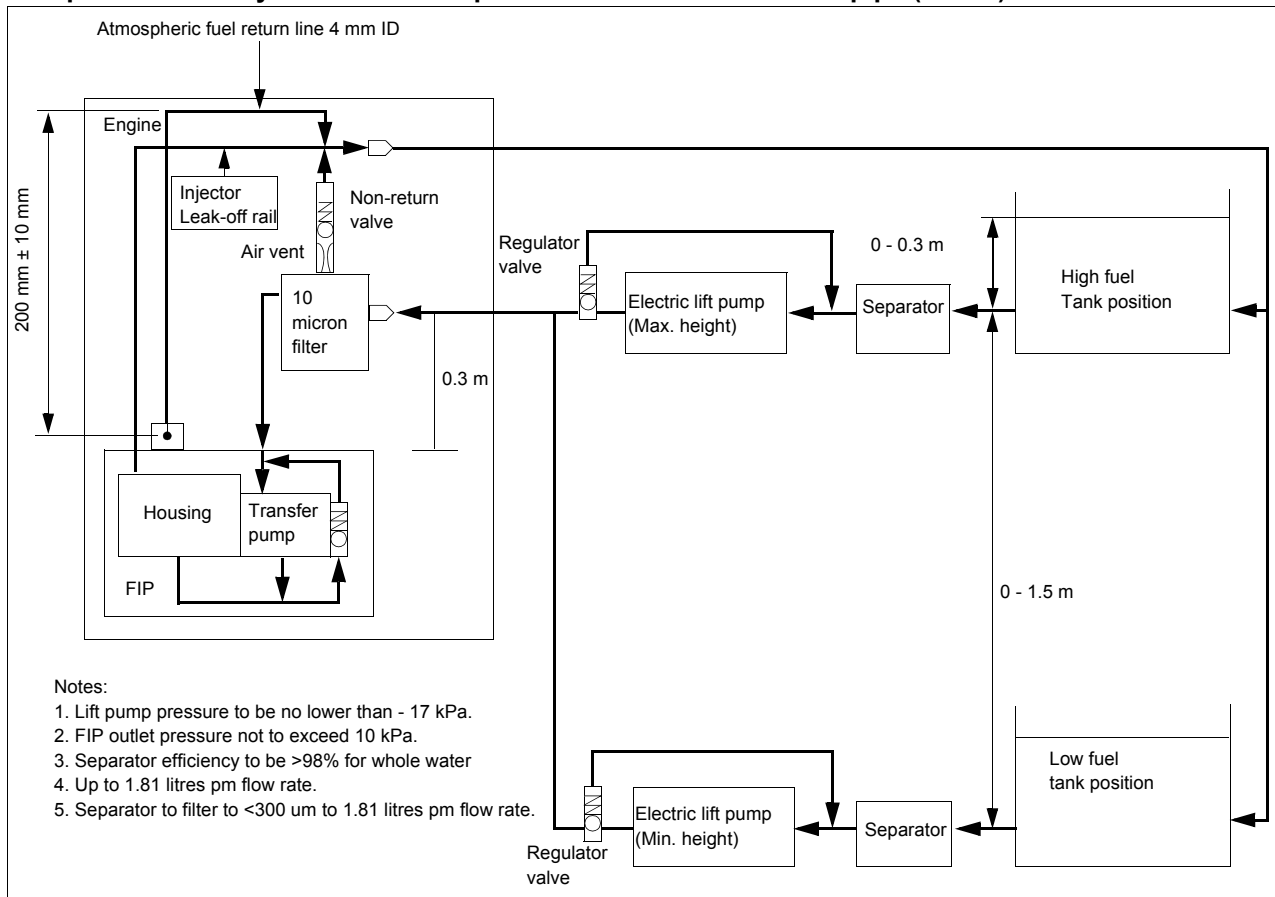 Atmospheric fuel return line 4 mm ID
Engine
200 mm ± 10 mm
Injector
Leak-off rail
Non-return
valve
Air vent
10
micron
filter
0.3 m
Housing
Transfer
pump
FIP
Regulator
valve
Electric lift pump
(Max. height)
Separator
0 - 0.3 m
High fuel
Tank position
0 - 1.5 m
Notes:
1. Lift pump pressure to be no lower than - 17 kPa.
2. FIP outlet pressure not to exceed 10 kPa.
3. Separator efficiency to be >98% for whole water
4. Up to 1.81 litres pm flow rate.
5. Separator to filter to <300 um to 1.81 litres pm flow rate.
Regulator
valve
Electric lift pump
(Min. height)
Separator
Low fuel
tank position